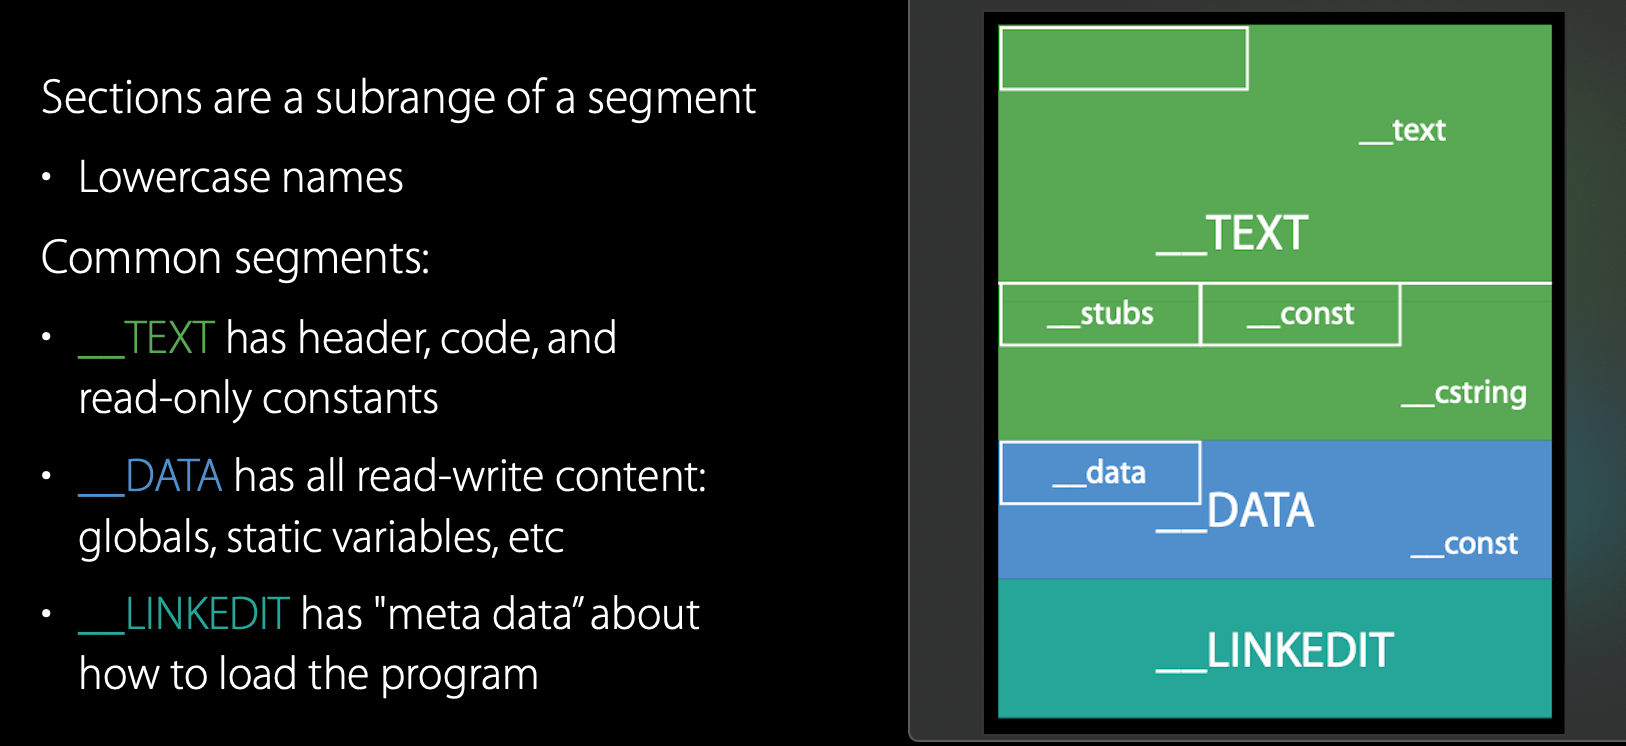 Sections are a subrange of a segment
• Lowercase names
Common segments:
• __TEXT has header, code, and
read-only constants
• __DATA has all read-write content:
globals, static variables, etc
• __LINKEDIT has "meta data” about
how to load the program
__text
__TEXT
__stubs
__const
__cstring
__data
__DATA
__const
__LINKEDIT